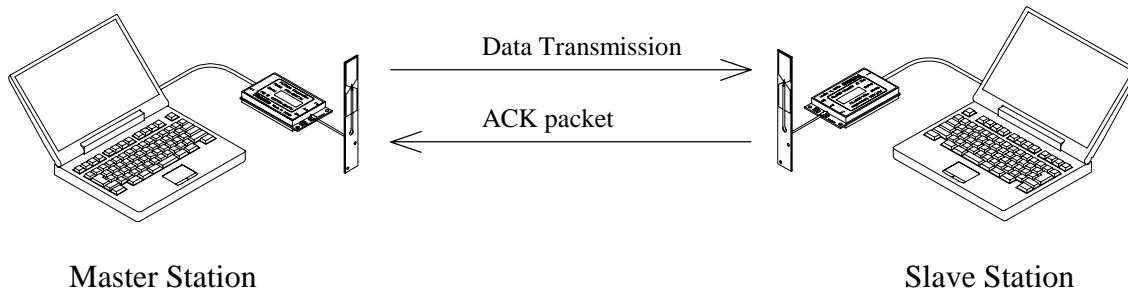 Data Transmission
ACK packet
Master Station
Slave Station